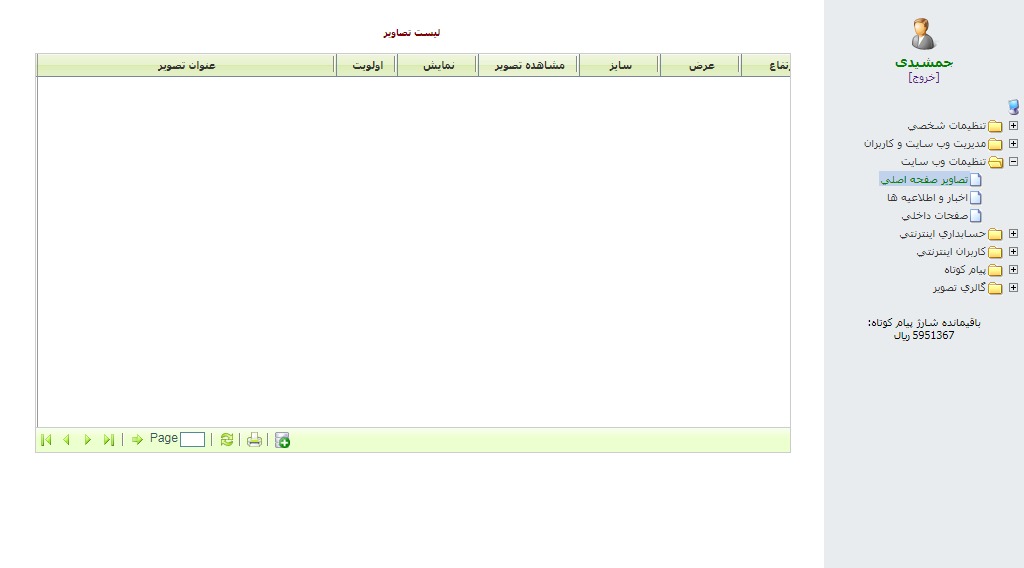 جمشیدی
[خروج]
تنظیمات شخصي
مدیریت وب سایت و کاربران
تنظیمات وب سایت
تصاویر صفحه اصلي
اخبار و اطلاعیه ها
صفحات داخلي
حسابداري اینترنتي
کاربران اینترنتي
پیام کوتاه
گالري تصویر
باقیمانده شارژ پیام کوتاه:
5951367 ریال
لیست تصاویر
عنوان تصویر اولویت نمایش مشاهده تصویر سایز عرض
Page